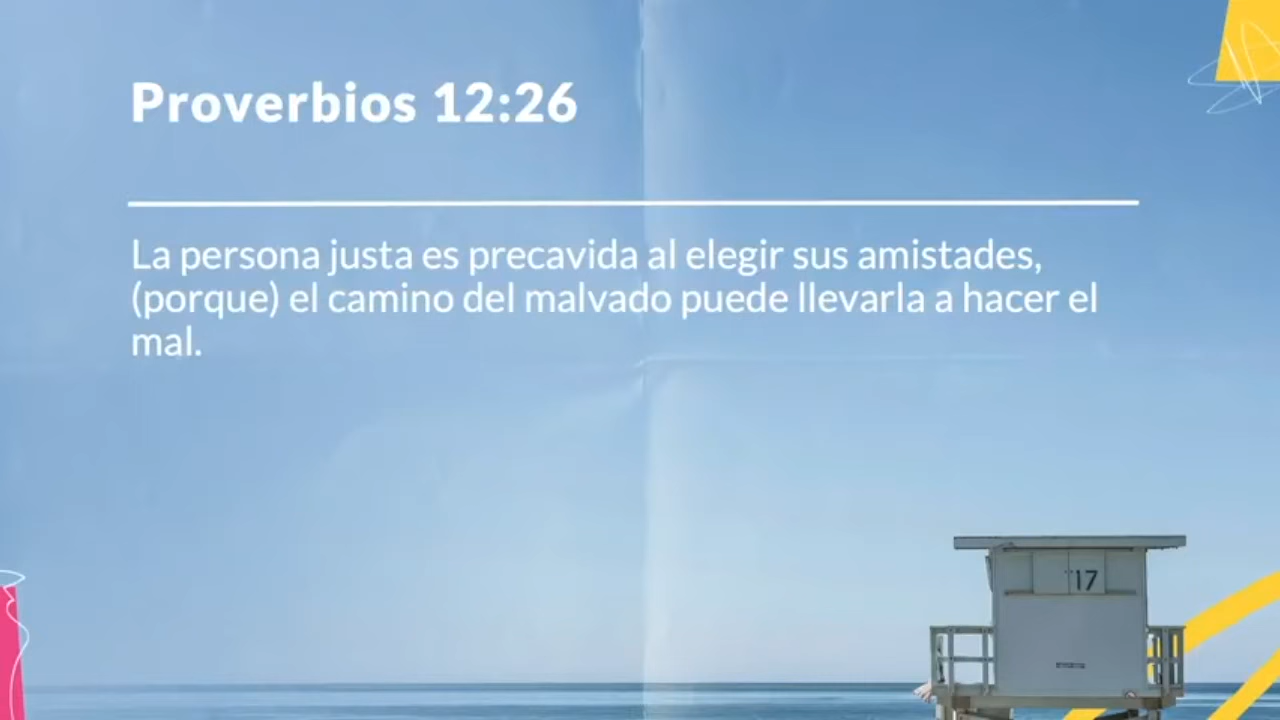 Proverbios 12:26
La persona justa es precavida al elegir sus amistades,
(porque) el camino del malvado puede llevarla a hacer el
mal.
17